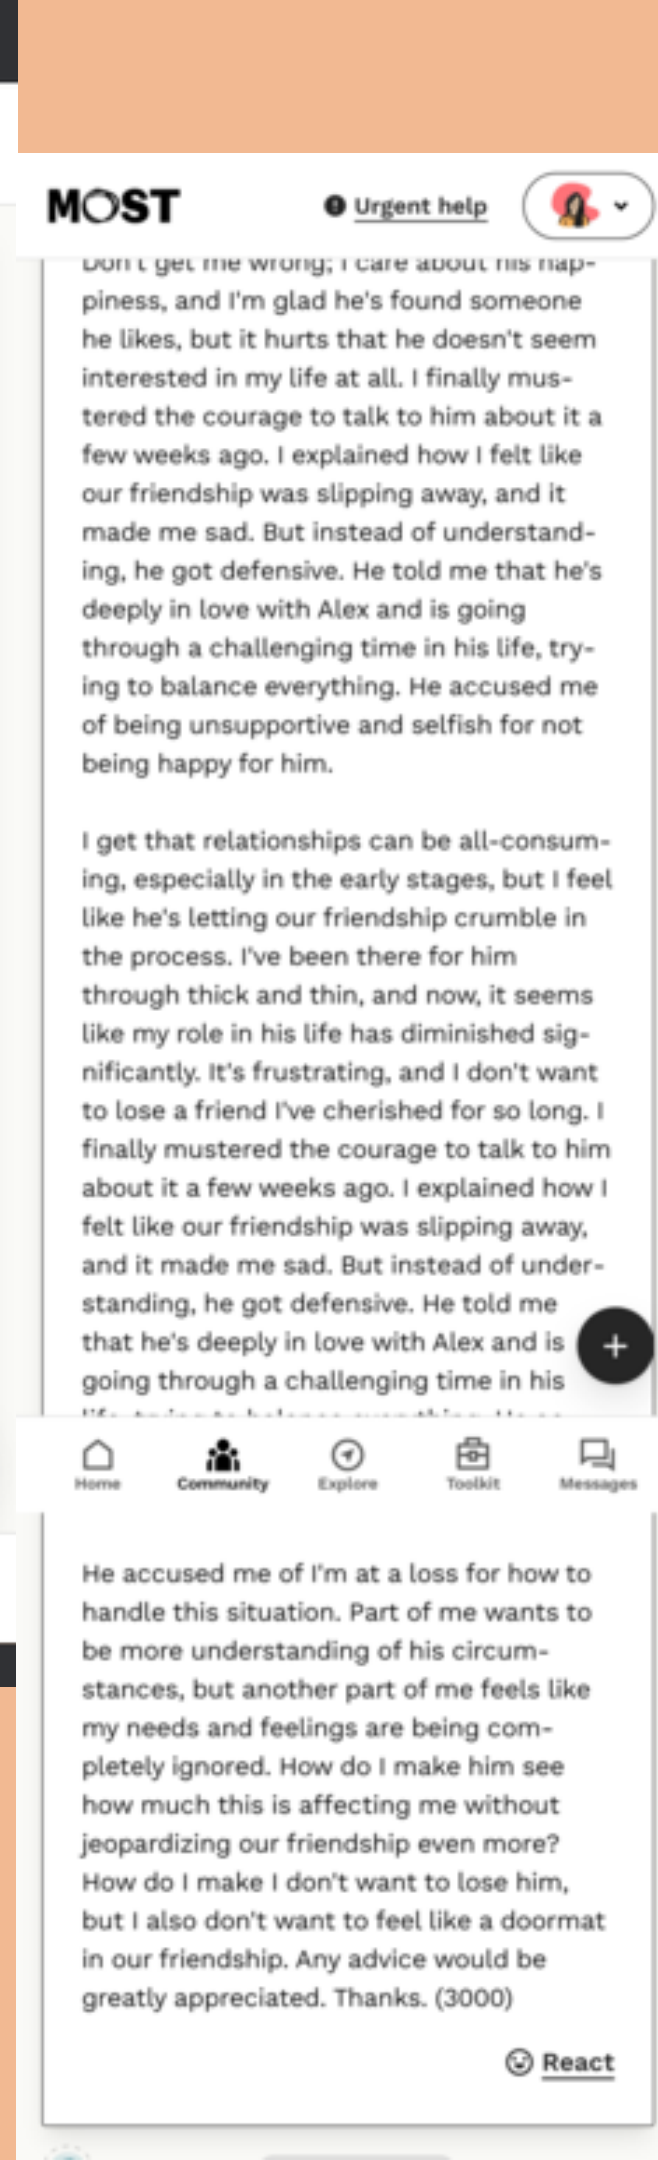 MOST
Urgent help
Don't get me wrong; I care about his hap-
piness, and I'm glad he's found someone
he likes, but it hurts that he doesn't seem
interested in my life at all. I finally mus-
tered the courage to talk to him about it a
few weeks ago. I explained how I felt like
our friendship was slipping away, and it
made me sad. But instead of understand-
ing, he got defensive. He told me that he's
deeply in love with Alex and is going
through a challenging time in his life, try-
ing to balance everything. He accused me
of being unsupportive and selfish for not
being happy for him.
I get that relationships can be all-consum-
ing, especially in the early stages, but I feel
like he's letting our friendship crumble in
the process. I've been there for him
through thick and thin, and now, it seems
like my role in his life has diminished sig-
nificantly. It's frustrating, and I don't want
to lose a friend I've cherished for so long. I
finally mustered the courage to talk to him
about it a few weeks ago. I explained how I
felt like our friendship was slipping away,
and it made me sad. But instead of under-
standing, he got defensive. He told me
that he's deeply in love with Alex and is
going through a challenging time in his
Home
Community
Explore
Toolkit
Messages
He accused me of I'm at a loss for how to
handle this situation. Part of me wants to
be more understanding of his circum-
stances, but another part of me feels like
my needs and feelings are being com-
pletely ignored. How do I make him see
how much this is affecting me without
jeopardizing our friendship even more?
How do I make I don't want to lose him,
but I also don't want to feel like a doormat
in our friendship. Any advice would be
greatly appreciated. Thanks. (3000)
React